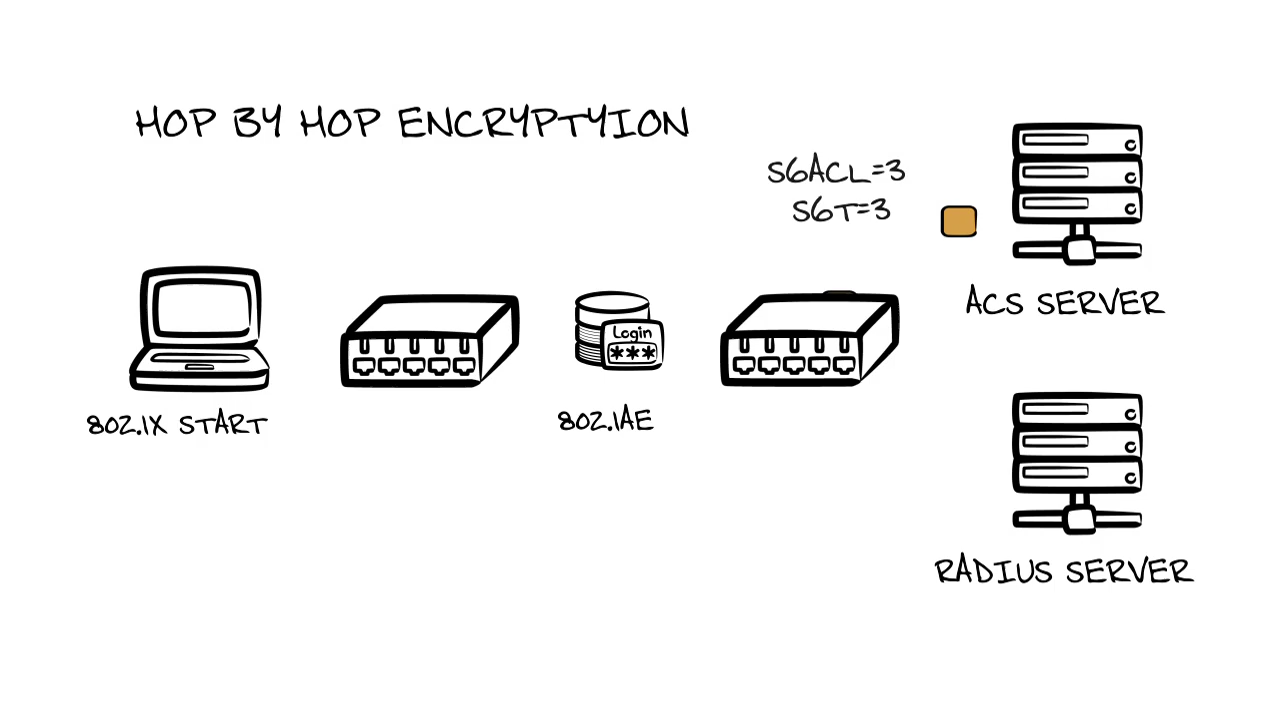 HOP BY HOP ENCRYPTYION
SGACL=3
SGT=3
Login
***
ACS SERVER
802.1X START
802.1AE
RADIUS SERVER